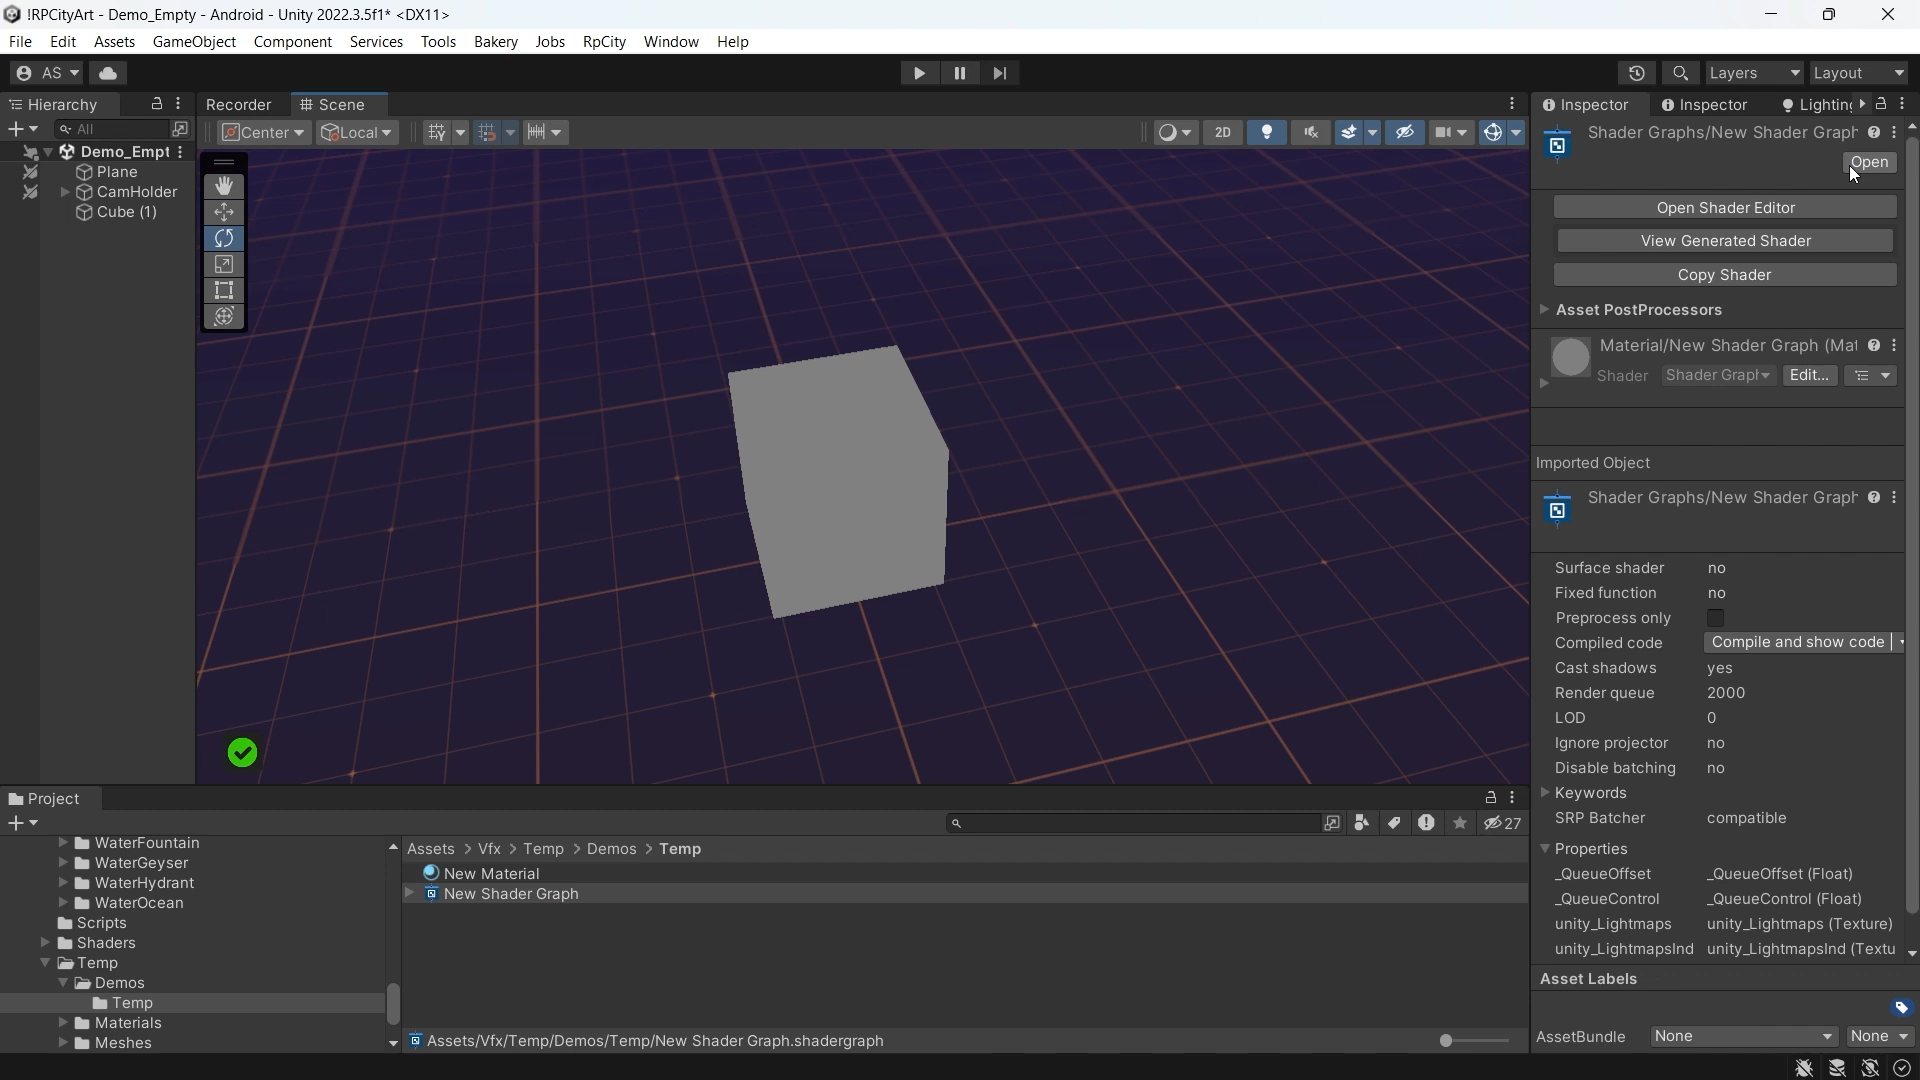 !RPCityArt - Demo_Empty - Android - Unity 2022.3.5f1* <DX11>
File Edit Assets GameObject Component Services Tools Bakery Jobs RpCity Window Help
AS Layers Layout
Hierarchy Recorder Scene Inspector Inspector Lighting
All Center Local 2D
Demo_Empt
Plane
CamHolder
Cube (1)
Shader Graphs/New Shader Graph
Open
Open Shader Editor
View Generated Shader
Copy Shader
Asset PostProcessors
Material/New Shader Graph (Mat
Shader Shader Graph Edit...
Imported Object
Shader Graphs/New Shader Graph
Surface shader no
Fixed function no
Preprocess only
Compiled code Compile and show code
Cast shadows yes
Render queue 2000
LOD 0
Ignore projector no
Disable batching no
Keywords
SRP Batcher compatible
Properties
_QueueOffset _QueueOffset (Float)
_QueueControl _QueueControl (Float)
unity_Lightmaps unity_Lightmaps (Texture)
unity_LightmapsInd unity_LightmapsInd (Textu
Asset Labels
AssetBundle None None
Project
27
WaterFountain
WaterGeyser
WaterHydrant
WaterOcean
Scripts
Shaders
Temp
Demos
Temp
Materials
Meshes
Assets > Vfx > Temp > Demos > Temp
New Material
New Shader Graph
Assets/Vfx/Temp/Demos/Temp/New Shader Graph.shadergraph